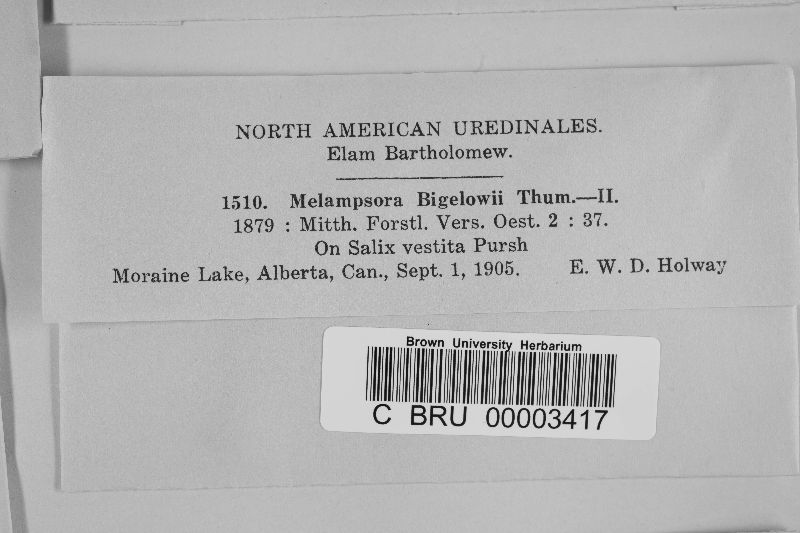 NORTH AMERICAN UREDINALES.
Elam Bartholomew.
1510. Melampsora Bigelowii Thum.—II.
1879 : Mitth. Forstl. Vers. Oest. 2 : 37.
On Salix vestita Pursh
Moraine Lake, Alberta, Can., Sept. 1, 1905. E. W. D. Holway
Brown University Herbarium
C BRU 00003417